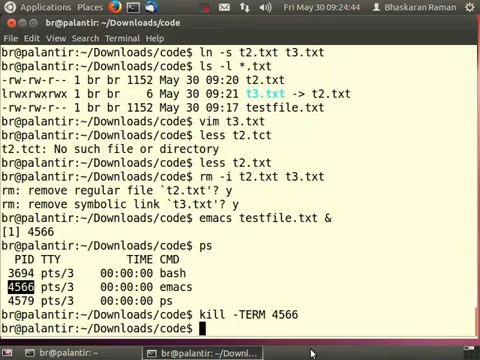 Applications Places Fri May 30 09:24:44 Bhaskaran Raman
br@palantir: ~/Downloads/code
File Edit View Search Terminal Help
br@palantir:~/Downloads/code$ ln -s t2.txt t3.txt
br@palantir:~/Downloads/code$ ls -l *.txt
-rw-rw-r-- 1 br br 1152 May 30 09:20 t2.txt
lrwxrwxrwx 1 br br    6 May 30 09:21 t3.txt -> t2.txt
-rw-rw-r-- 1 br br 1152 May 30 09:17 testfile.txt
br@palantir:~/Downloads/code$ vim t3.txt
br@palantir:~/Downloads/code$ less t2.tct
t2.tct: No such file or directory
br@palantir:~/Downloads/code$ less t2.txt
br@palantir:~/Downloads/code$ rm -i t2.txt t3.txt
rm: remove regular file `t2.txt'? y
rm: remove symbolic link `t3.txt'? y
br@palantir:~/Downloads/code$ emacs testfile.txt &
[1] 4566
br@palantir:~/Downloads/code$ ps
  PID TTY          TIME CMD
 3694 pts/3    00:00:00 bash
 4566 pts/3    00:00:00 emacs
 4579 pts/3    00:00:00 ps
br@palantir:~/Downloads/code$ kill -TERM 4566
br@palantir:~/Downloads/code$
br@palantir: ~ br@palantir: ~/Downl...